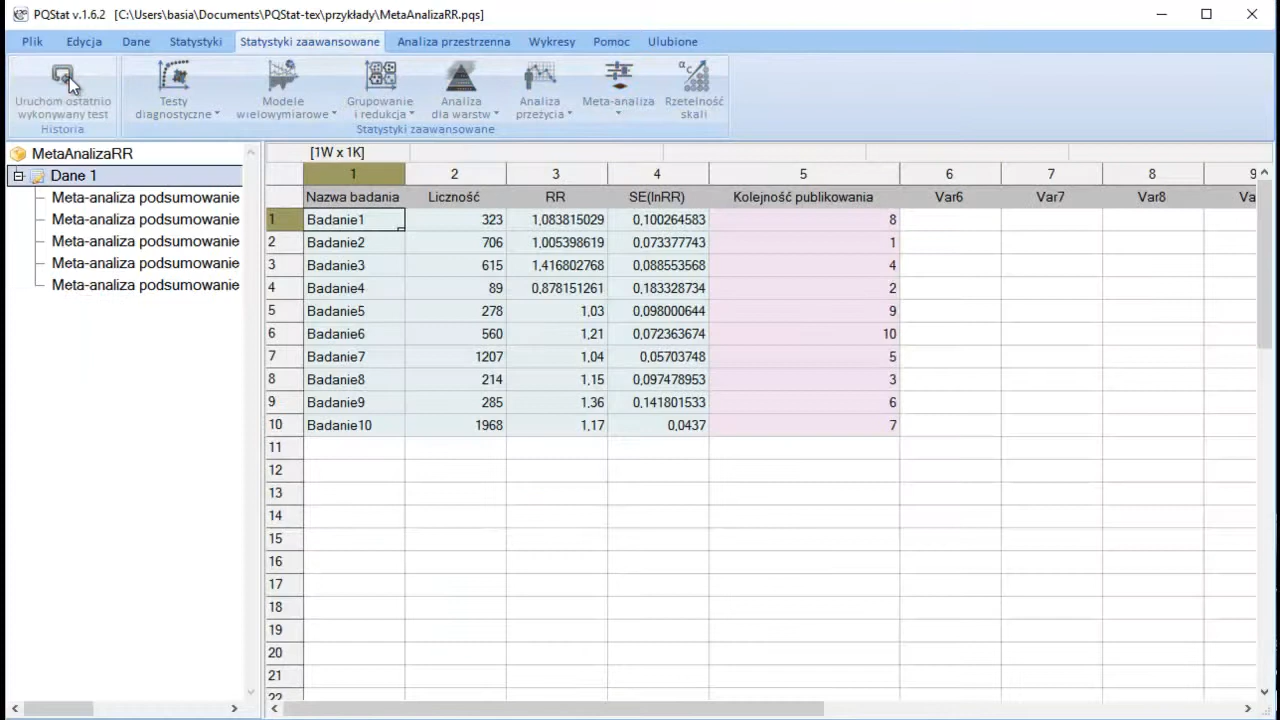 PQStat v.1.6.2 [C:\Users\basia\Documents\PQStat-tex\przykłady\MetaAnalizaRR.pqs]
Plik Edycja Dane Statystyki Statystyki zaawansowane Analiza przestrzenna Wykresy Pomoc Ulubione
Uruchom ostatnio wykonywany test
Historia
Testy diagnostyczne
Modele wielowymiarowe
Grupowanie i redukcja
Analiza dla warstw
Analiza przeżycia
Meta-analiza
αc
Rzetelność skali
Statystyki zaawansowane
MetaAnalizaRR
Dane 1
Meta-analiza podsumowanie
Meta-analiza podsumowanie
Meta-analiza podsumowanie
Meta-analiza podsumowanie
Meta-analiza podsumowanie
[1W x 1K]
1 2 3 4 5 6 7 8 9
Nazwa badania Liczność RR SE(lnRR) Kolejność publikowania Var6 Var7 Var8 Va
1 Badanie1 323 1,083815029 0,100264583 8
2 Badanie2 706 1,005398619 0,073377743 1
3 Badanie3 615 1,416802768 0,088553568 4
4 Badanie4 89 0,878151261 0,183328734 2
5 Badanie5 278 1,03 0,098000644 9
6 Badanie6 560 1,21 0,072363674 10
7 Badanie7 1207 1,04 0,05703748 5
8 Badanie8 214 1,15 0,097478953 3
9 Badanie9 285 1,36 0,141801533 6
10 Badanie10 1968 1,17 0,0437 7
11
12
13
14
15
16
17
18
19
20
21
22